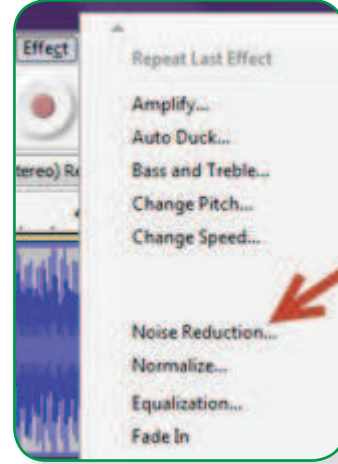 Effect
Repeat Last Effect
Amplify...
Auto Duck...
tereo)
Bass and Treble...
Change Pitch...
Change Speed...
Noise Reduction...
Normalize...
Equalization...
Fade In